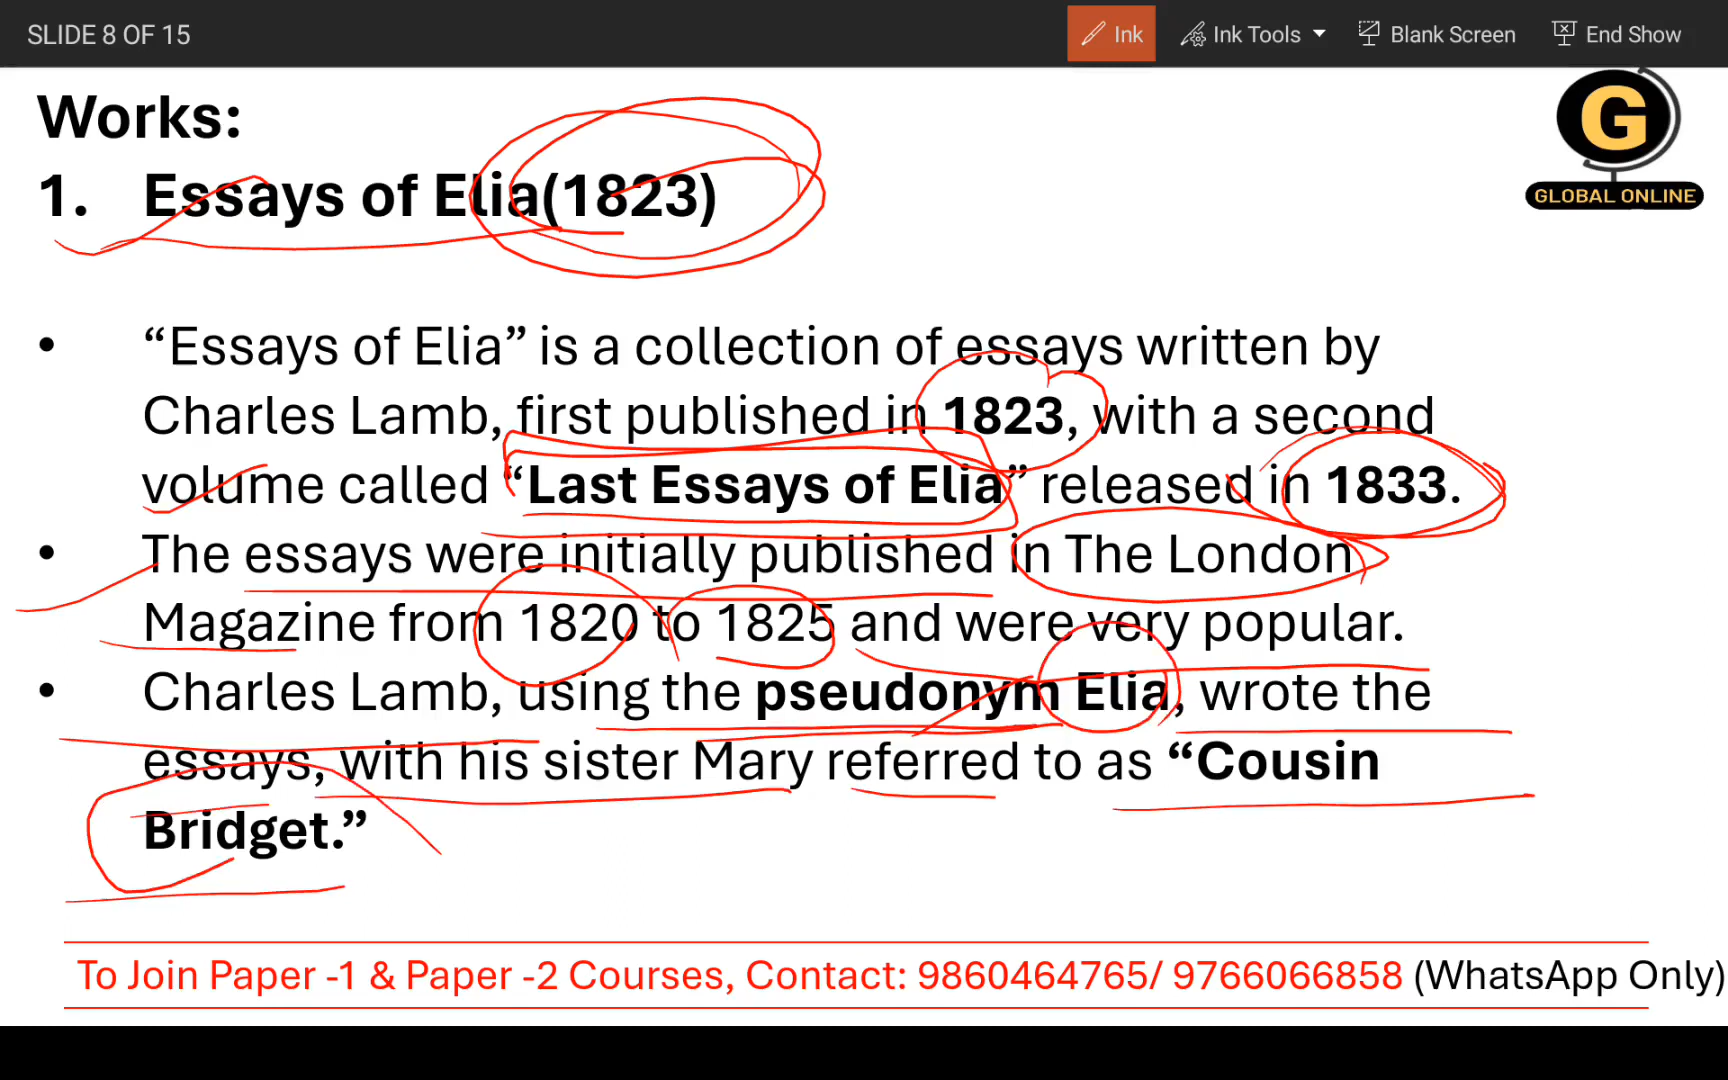 SLIDE 8 OF 15
Ink
Ink Tools
Blank Screen
End Show
G
GLOBAL ONLINE
Works:
1. Essays of Elia(1823)
• “Essays of Elia” is a collection of essays written by
Charles Lamb, first published in 1823, with a second
volume called “Last Essays of Elia” released in 1833.
• The essays were initially published in The London
Magazine from 1820 to 1825 and were very popular.
• Charles Lamb, using the pseudonym Elia, wrote the
essays, with his sister Mary referred to as “Cousin
Bridget.”
To Join Paper -1 & Paper -2 Courses, Contact: 9860464765/ 9766066858 (WhatsApp Only)